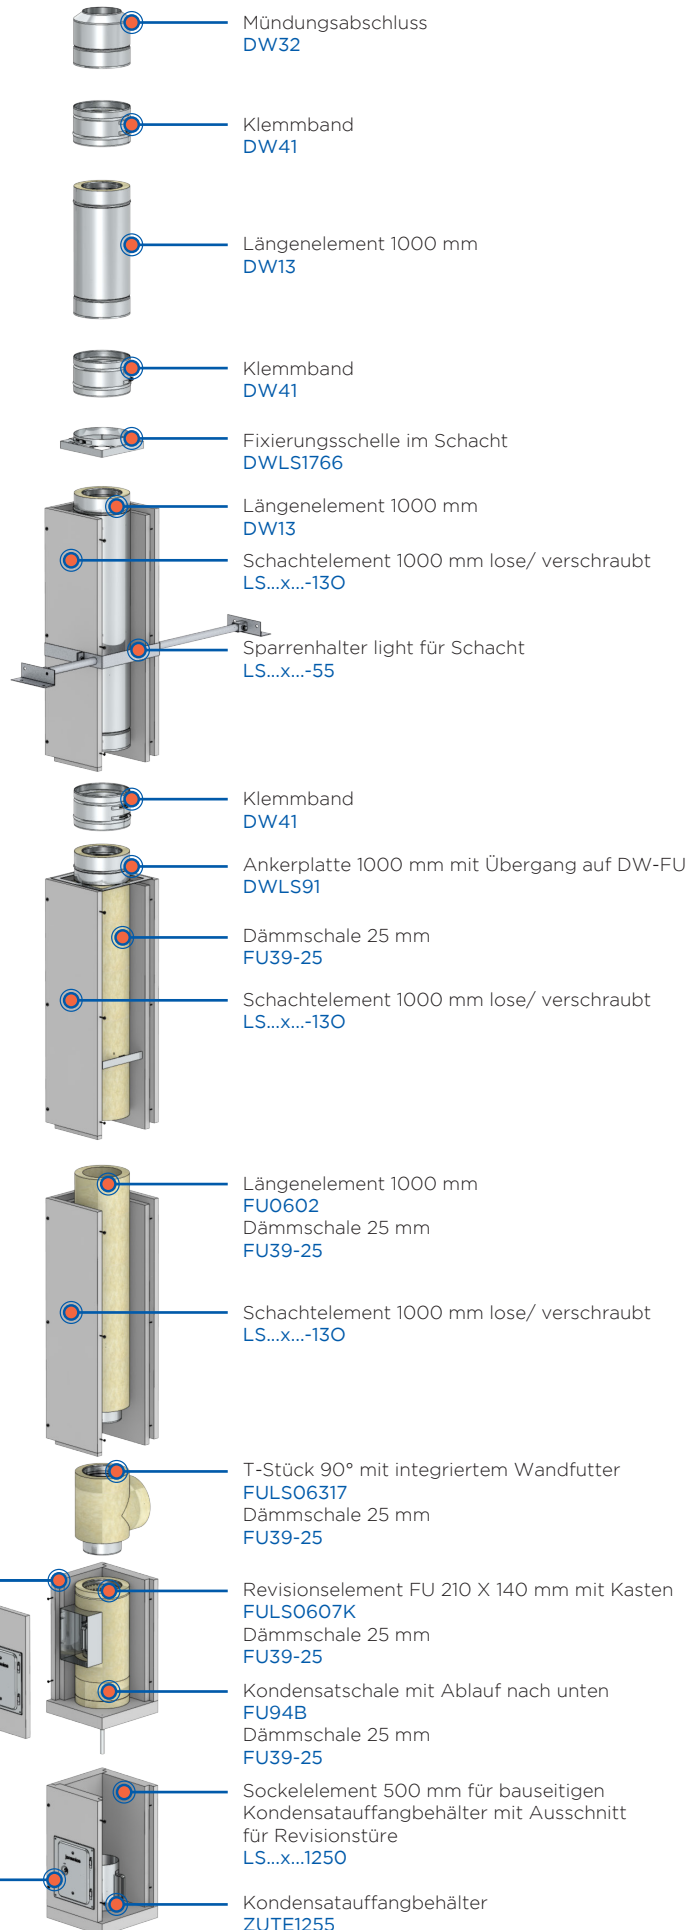 Mündungsabschluss
DW32
Klemmband
DW41
Längenelement 1000 mm
DW13
Klemmband
DW41
Fixierungsschelle im Schacht
DWLS1766
Längenelement 1000 mm
DW13
Schachtelement 1000 mm lose/ verschraubt
LS...x...-13O
Sparrenhalter light für Schacht
LS...x...-55
Klemmband
DW41
Ankerplatte 1000 mm mit Übergang auf DW-FU
DWLS91
Dämmschale 25 mm
FU39-25
Schachtelement 1000 mm lose/ verschraubt
LS...x...-13O
Längenelement 1000 mm
FU0602
Dämmschale 25 mm
FU39-25
Schachtelement 1000 mm lose/ verschraubt
LS...x...-13O
T-Stück 90° mit integriertem Wandfutter
FULS06317
Dämmschale 25 mm
FU39-25
Revisionselement FU 210 X 140 mm mit Kasten
FULS0607K
Dämmschale 25 mm
FU39-25
Kondensatschale mit Ablauf nach unten
FU94B
Dämmschale 25 mm
FU39-25
Sockelelement 500 mm für bauseitigen
Kondensatauffangbehälter mit Ausschnitt
für Revisionstüre
LS...x...1250
Kondensatauffangbehälter
ZUTE1255